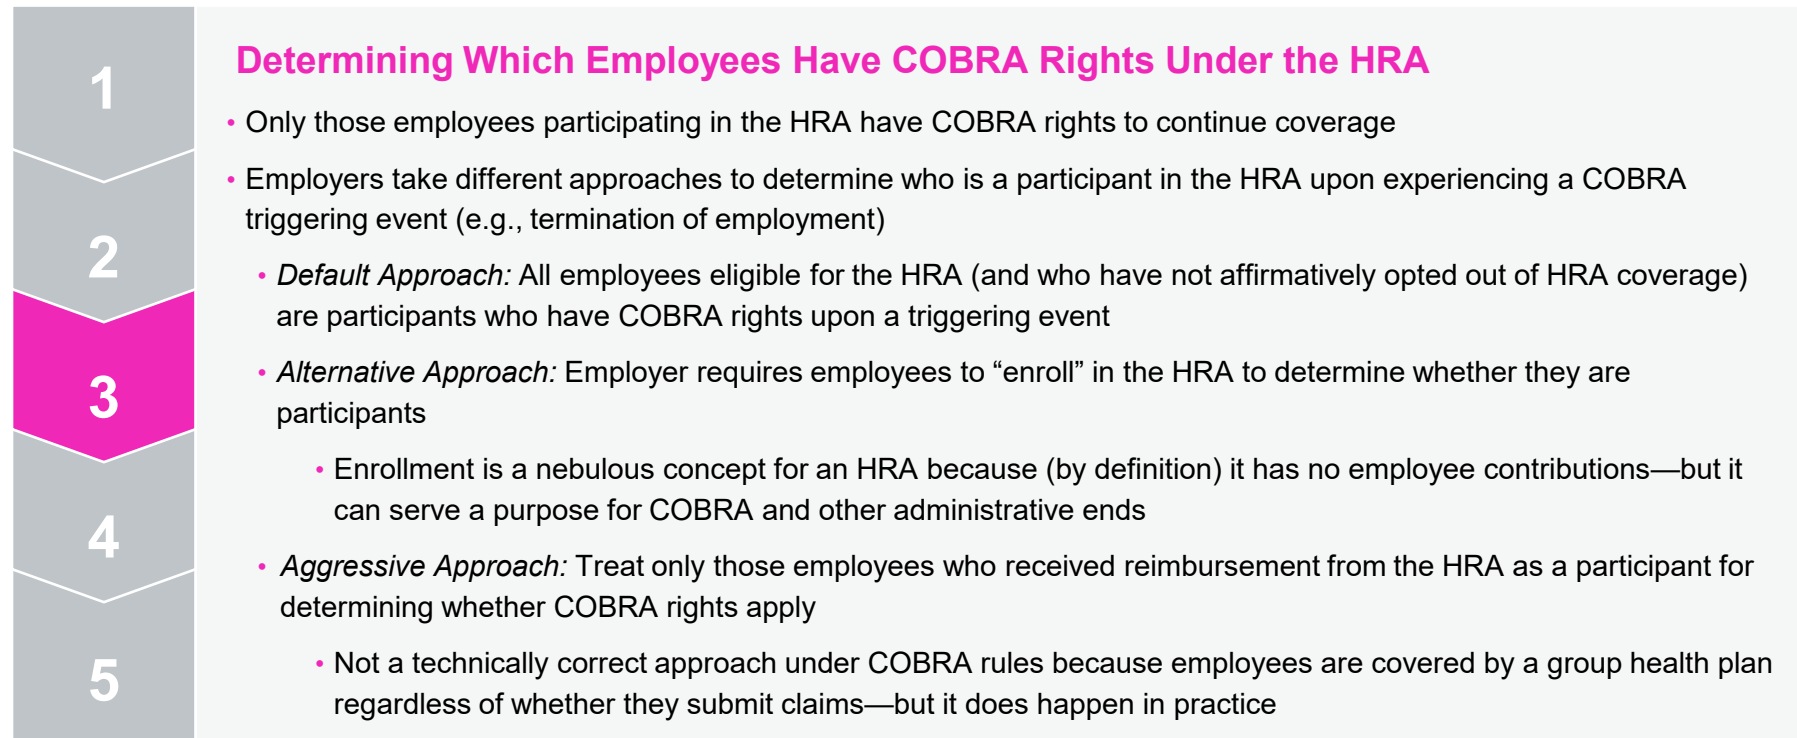 1
2
3
4
5
Determining Which Employees Have COBRA Rights Under the HRA
• Only those employees participating in the HRA have COBRA rights to continue coverage
• Employers take different approaches to determine who is a participant in the HRA upon experiencing a COBRA
triggering event (e.g., termination of employment)
• Default Approach: All employees eligible for the HRA (and who have not affirmatively opted out of HRA coverage)
are participants who have COBRA rights upon a triggering event
• Alternative Approach: Employer requires employees to “enroll” in the HRA to determine whether they are
participants
• Enrollment is a nebulous concept for an HRA because (by definition) it has no employee contributions—but it
can serve a purpose for COBRA and other administrative ends
• Aggressive Approach: Treat only those employees who received reimbursement from the HRA as a participant for
determining whether COBRA rights apply
• Not a technically correct approach under COBRA rules because employees are covered by a group health plan
regardless of whether they submit claims—but it does happen in practice